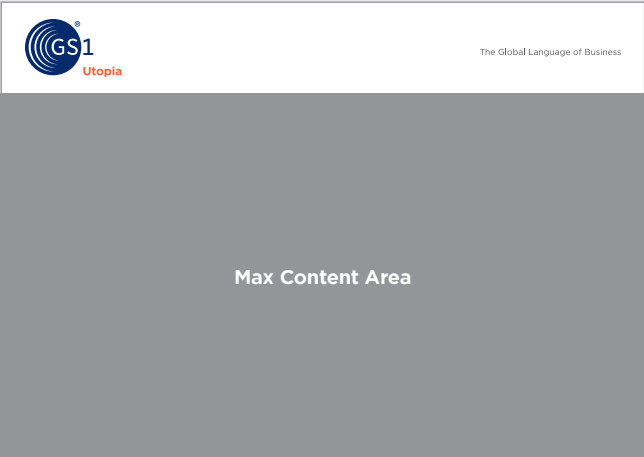 GS1®
Utopia
The Global Language of Business
Max Content Area